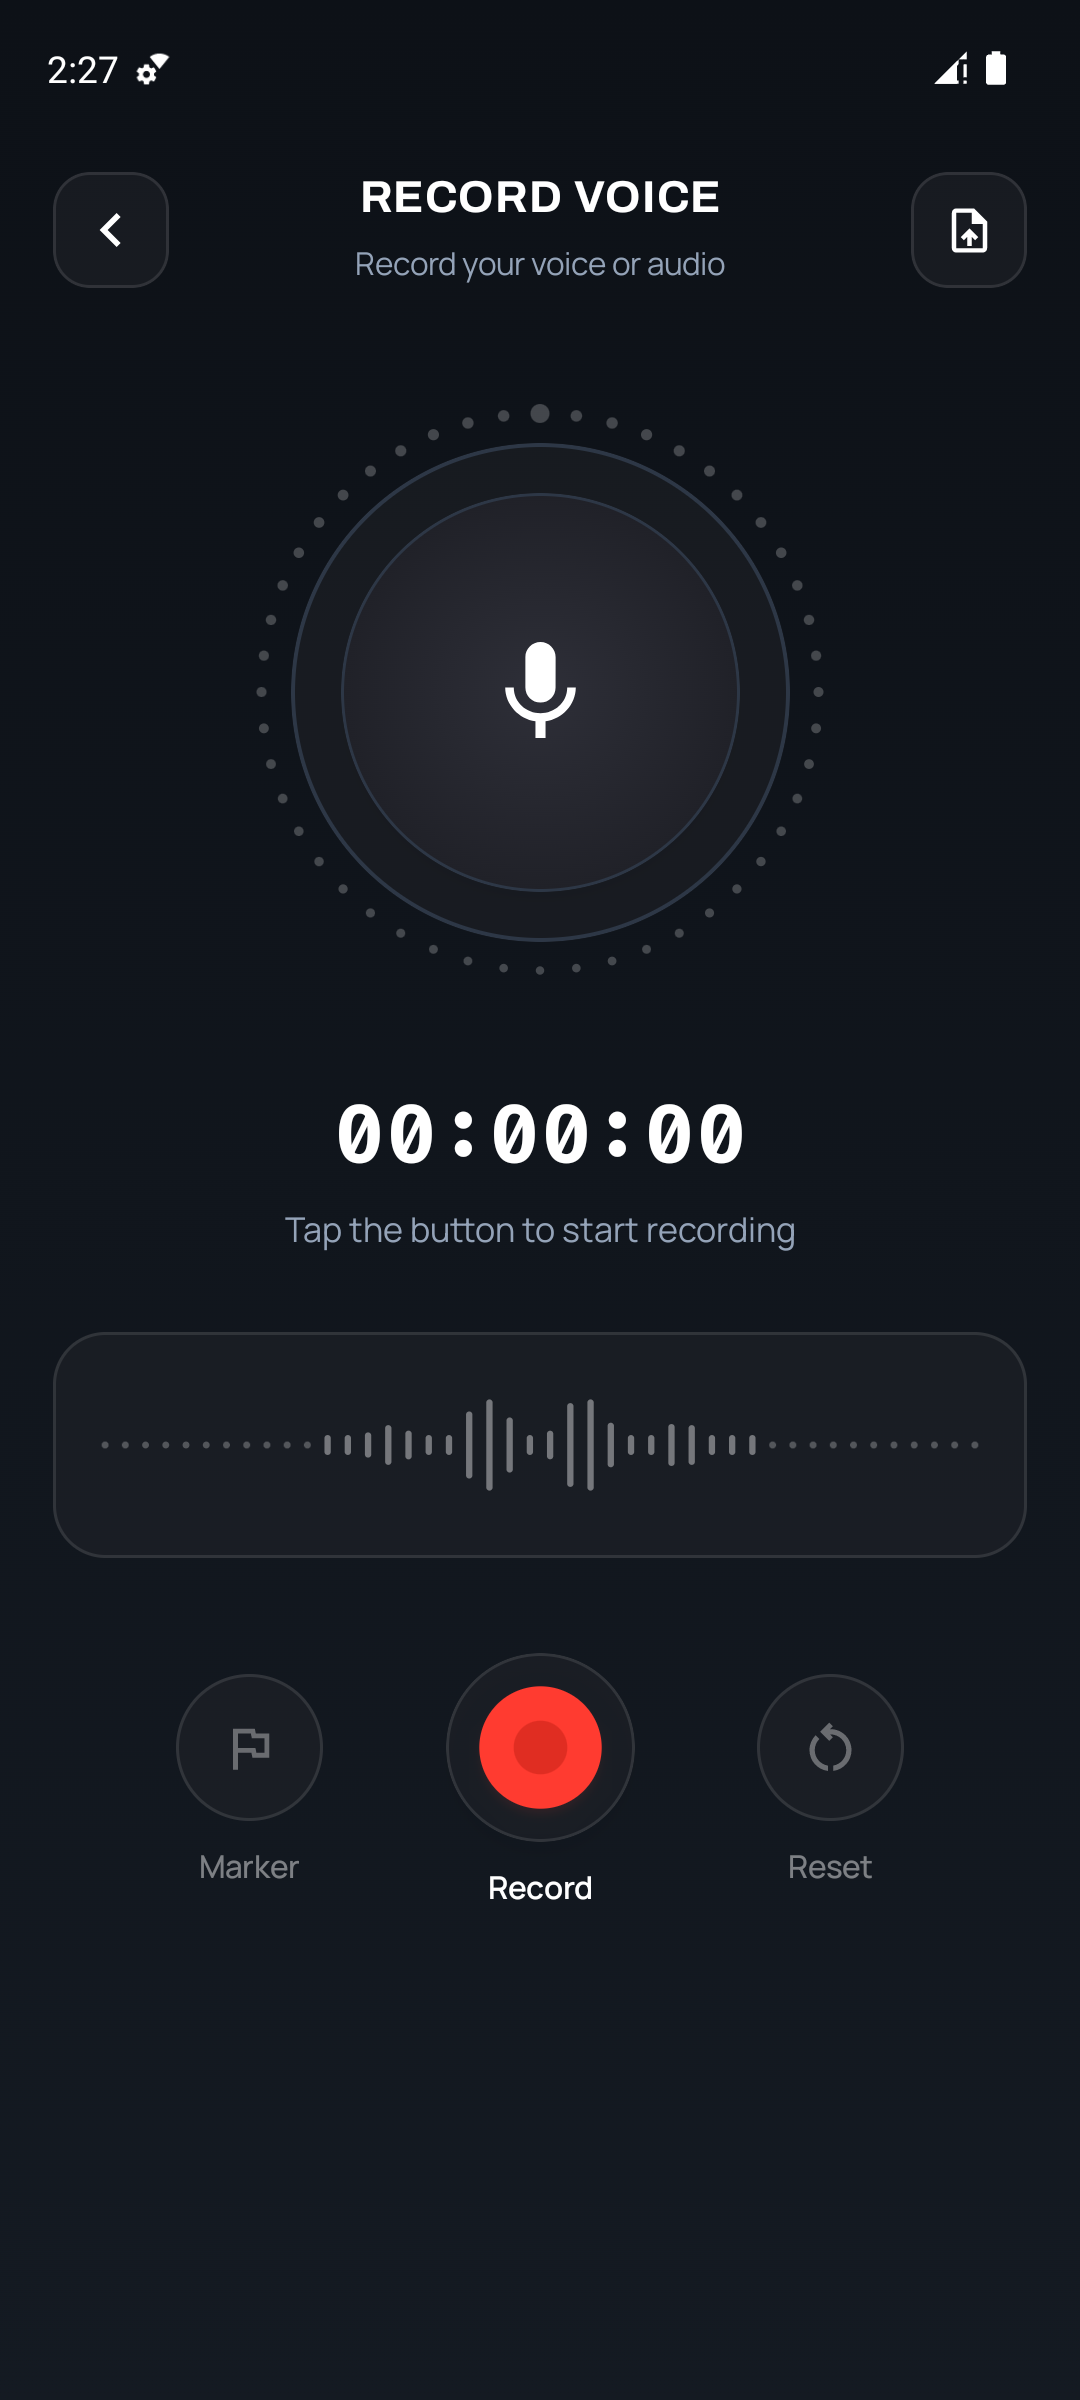 2:27
RECORD VOICE
Record your voice or audio
00:00:00
Tap the button to start recording
Marker
Record
Reset